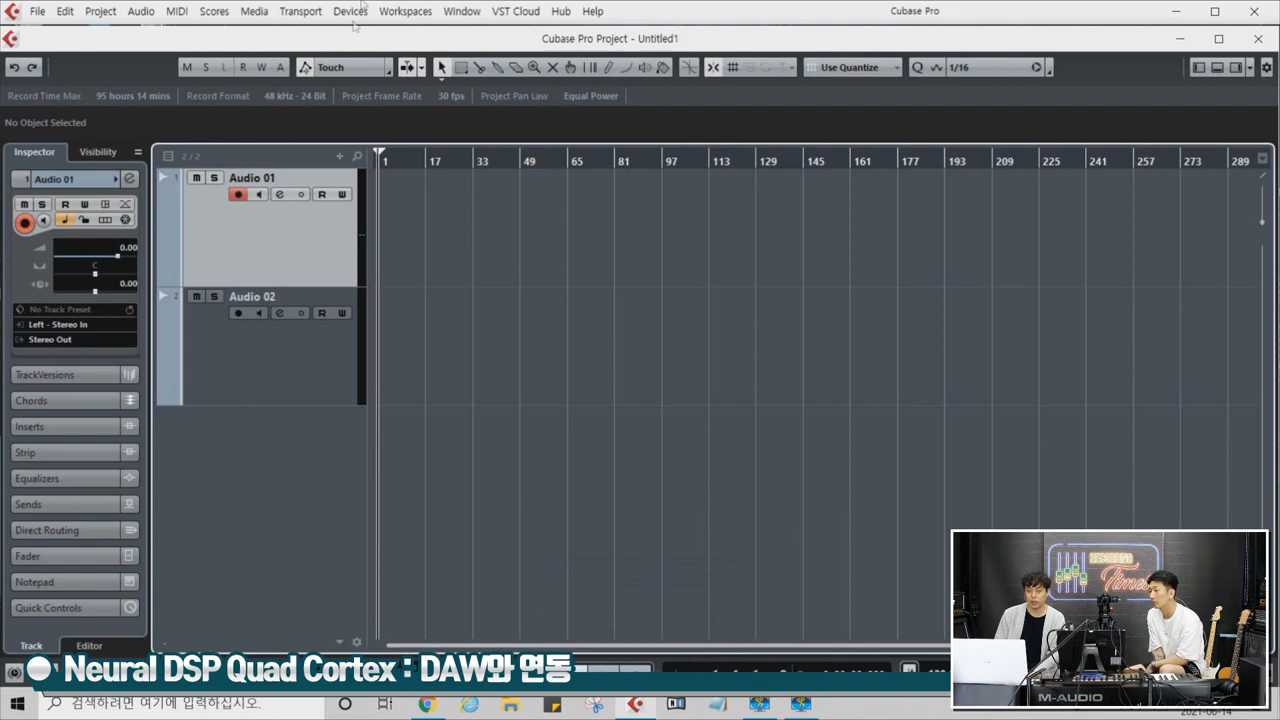 File Edit Project Audio MIDI Scores Media Transport Devices Workspaces Window VST Cloud Hub Help Cubase Pro
Cubase Pro Project - Untitled1
M S L R W A Touch Use Quantize Q 1/16
Record Time Max 95 hours 14 mins Record Format 48 kHz - 24 Bit Project Frame Rate 30 fps Project Pan Law Equal Power
No Object Selected
Inspector Visibility 2 / 2 1 17 33 49 65 81 97 113 129 145 161 177 193 209 225 241 257 273 289
1 Audio 01 e
1 m S Audio 01
e R W
m S R W
0.00
C
0.00
2 m S Audio 02
No Track Preset
e R W
Left - Stereo In
Stereo Out
TrackVersions
Chords
Inserts
Strip
Equalizers
Sends
Direct Routing
Fader
Notepad
Quick Controls
Times
Track Editor
Neural DSP Quad Cortex : DAW와 연동
M-AUDIO
검색하려면 여기에 입력하십시오.
2021-06-14